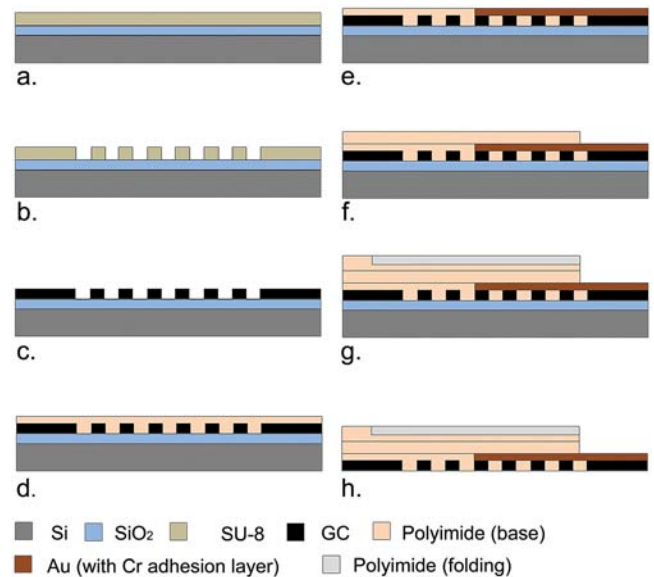 a.
b.
c.
d.
e.
f.
g.
h.
Si SiO₂ SU-8 GC Polyimide (base)
Au (with Cr adhesion layer) Polyimide (folding)